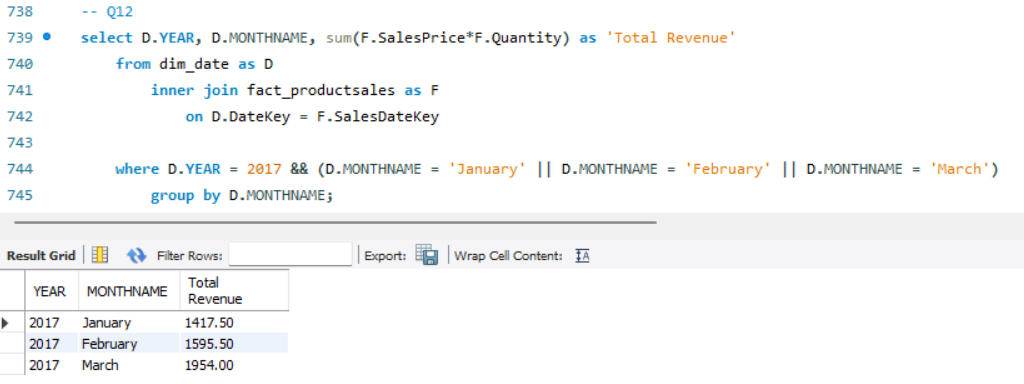 738 -- Q12
739 select D.YEAR, D.MONTHNAME, sum(F.SalesPrice*F.Quantity) as 'Total Revenue'
740 from dim_date as D
741 inner join fact_productsales as F
742 on D.DateKey = F.SalesDateKey
743
744 where D.YEAR = 2017 && (D.MONTHNAME = 'January' || D.MONTHNAME = 'February' || D.MONTHNAME = 'March')
745 group by D.MONTHNAME;
Result Grid Filter Rows: Export: Wrap Cell Content: IA
YEAR MONTHNAME Total Revenue
2017 January 1417.50
2017 February 1595.50
2017 March 1954.00